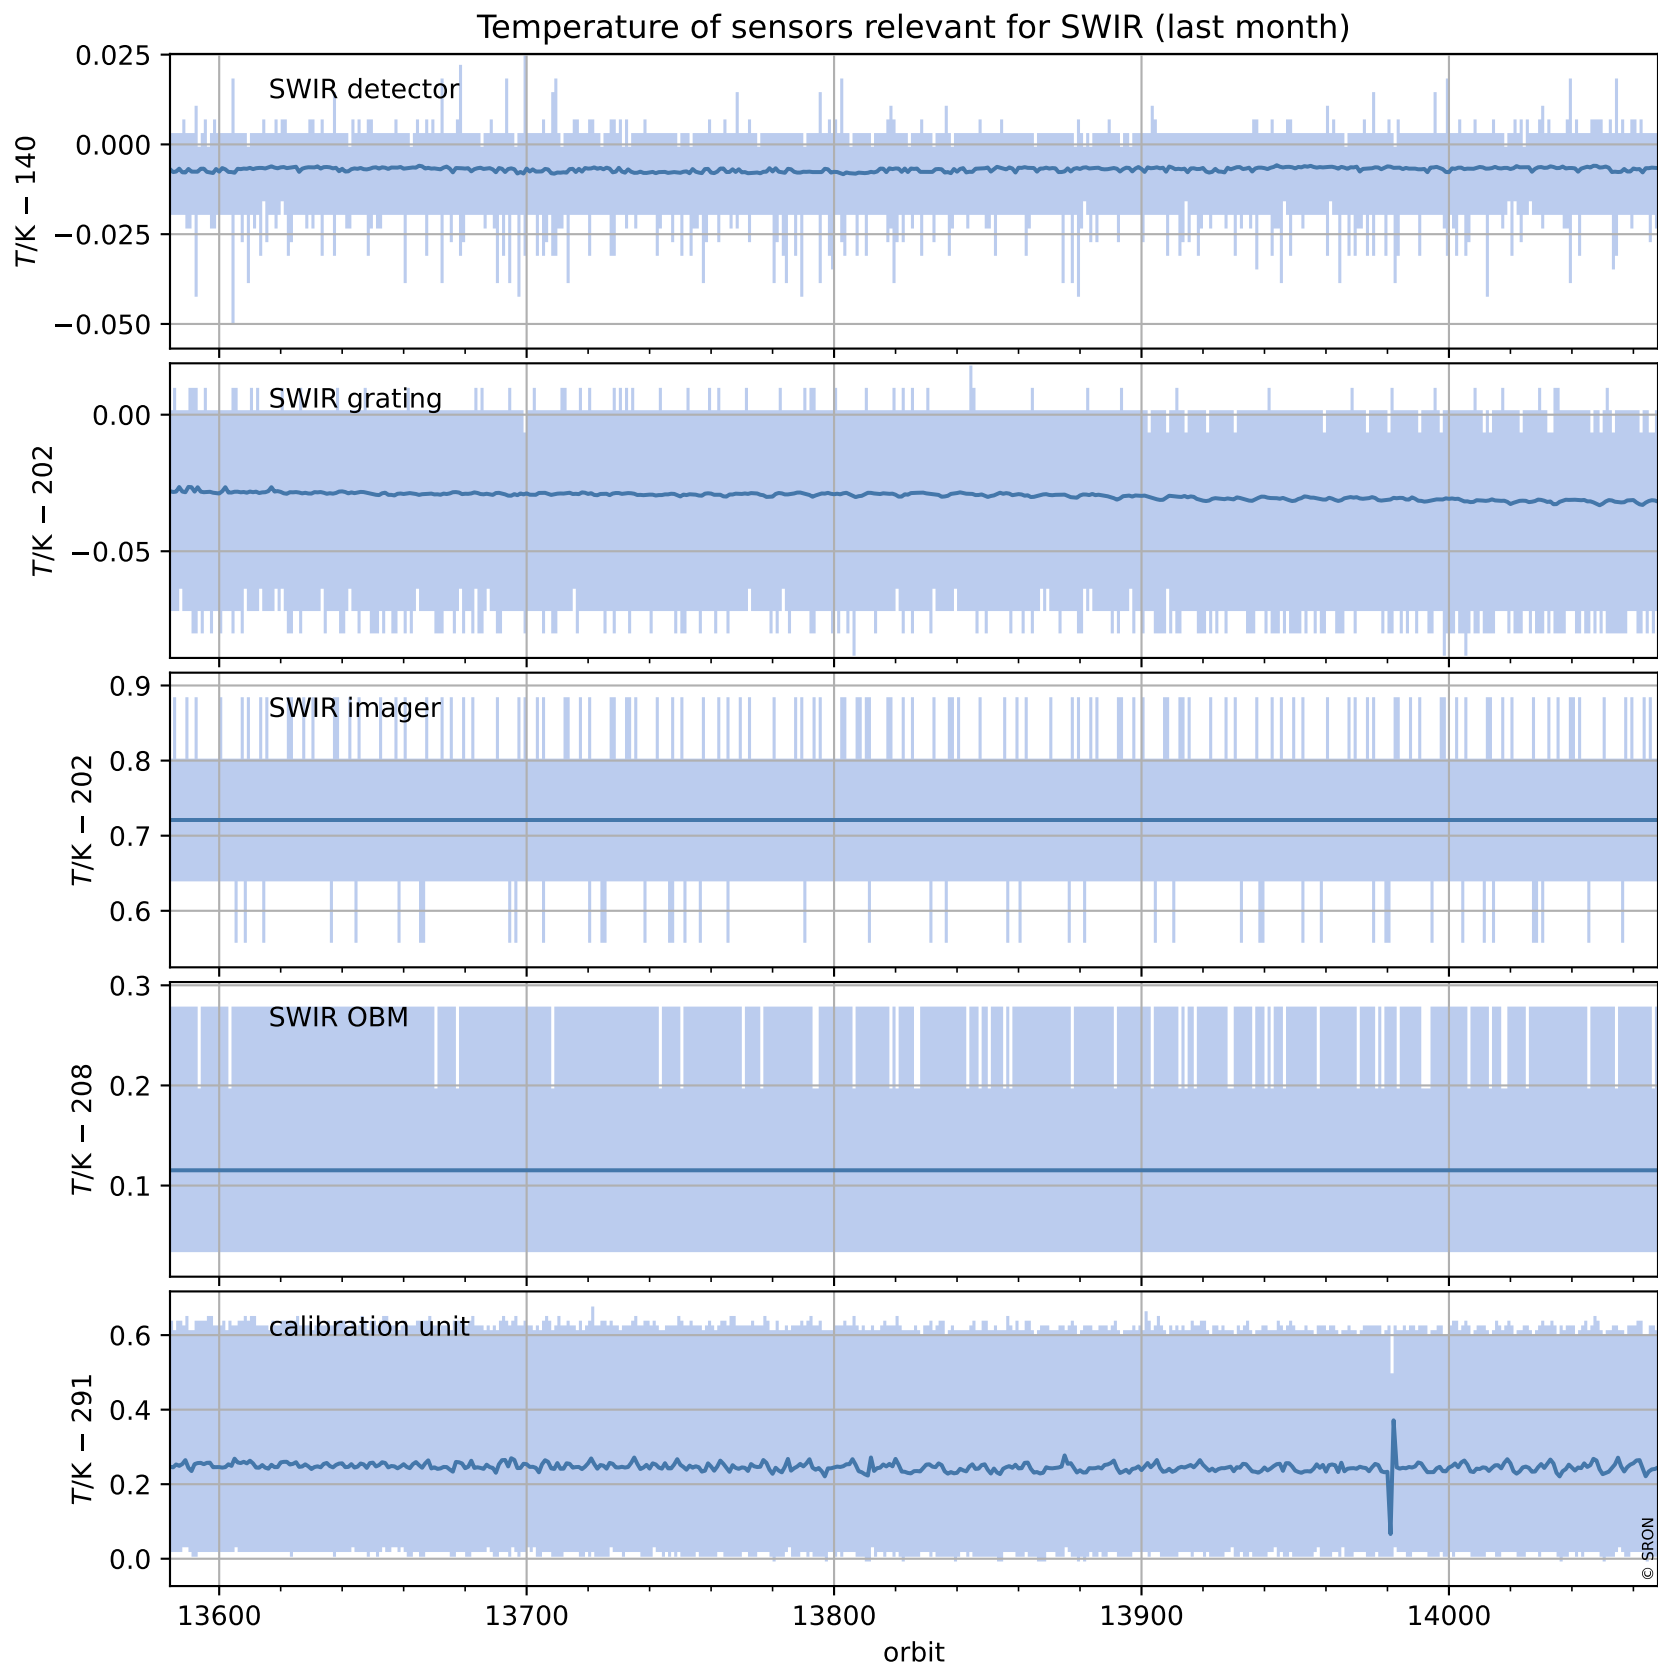 Temperature of sensors relevant for SWIR (last month)
SWIR detector
0.025
0.000
−0.025
−0.050
T/K − 140
SWIR grating
0.00
−0.05
T/K − 202
SWIR imager
0.9
0.8
0.7
0.6
T/K − 202
SWIR OBM
0.3
0.2
0.1
T/K − 208
calibration unit
0.6
0.4
0.2
0.0
T/K − 291
© SRON
13600 13700 13800 13900 14000
orbit